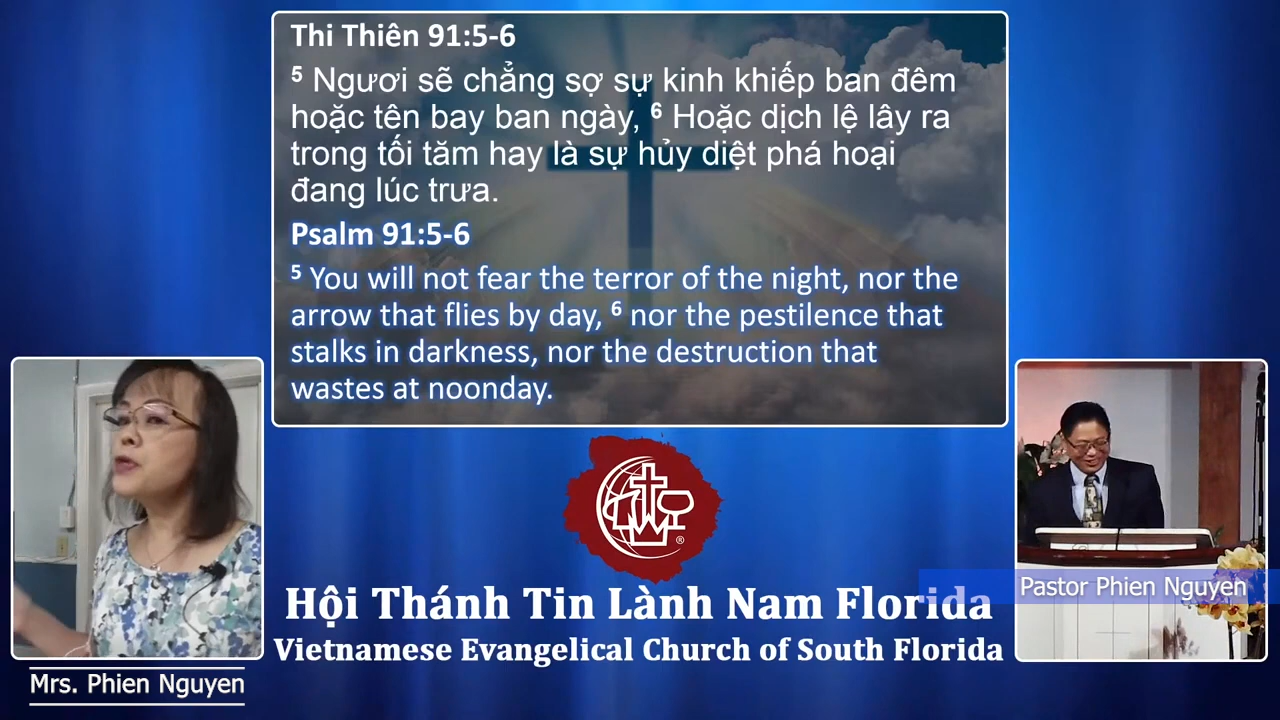 Thi Thiên 91:5-6
5 Ngươi sẽ chẳng sợ sự kinh khiếp ban đêm
hoặc tên bay ban ngày, 6 Hoặc dịch lệ lây ra
trong tối tăm hay là sự hủy diệt phá hoại
đang lúc trưa.
Psalm 91:5-6
5 You will not fear the terror of the night, nor the
arrow that flies by day, 6 nor the pestilence that
stalks in darkness, nor the destruction that
wastes at noonday.
®
Hội Thánh Tin Lành Nam Florida
Vietnamese Evangelical Church of South Florida
Mrs. Phien Nguyen
Pastor Phien Nguyen